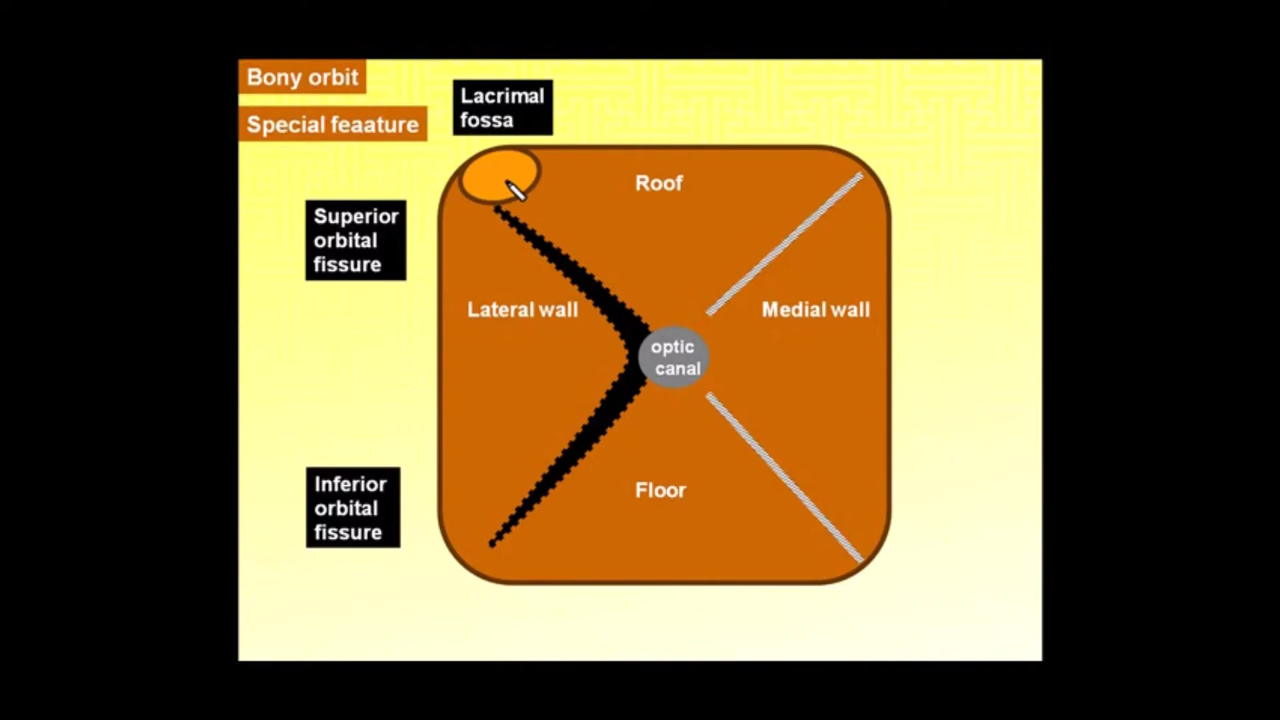 Bony orbit
Special feaature
Lacrimal
fossa
Roof
Superior
orbital
fissure
Lateral wall
Medial wall
optic
canal
Inferior
orbital
fissure
Floor